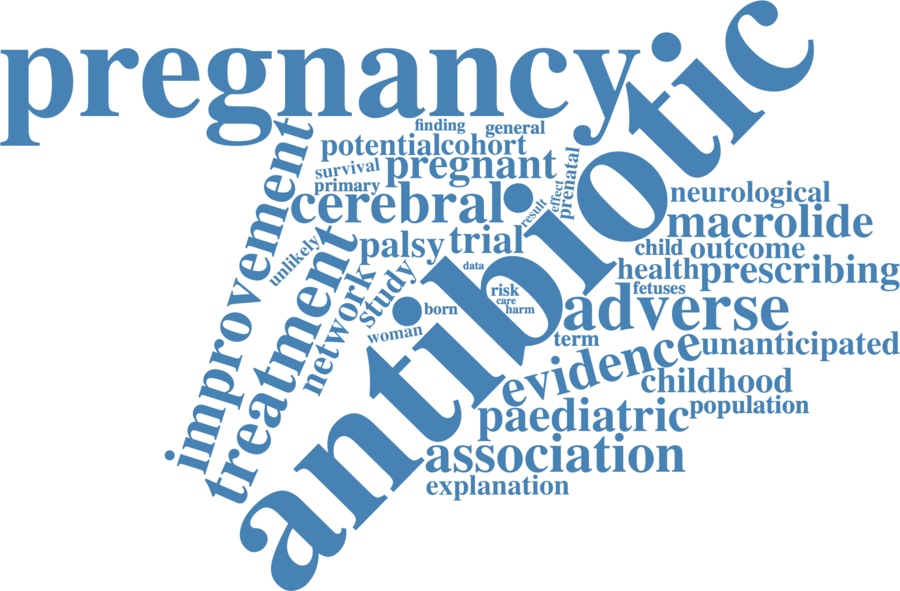 pregnancy
antibiotic
finding
general
potential
cohort
survival
pregnant
primary
prenatal
effect
cerebral
result
improvement
unlikely
treatment
palsy
trial
data
network
study
neurological
macrolide
child
outcome
health
prescribing
fetuses
risk
care
harm
born
adverse
woman
term
evidence
unanticipated
childhood
paediatric
population
association
explanation